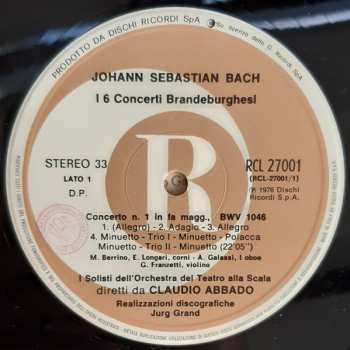 PRODOTTO DA DISCHI RICORDI SpA
JOHANN SEBASTIAN BACH
I 6 Concerti Brandeburghesi
R
STEREO 33
LATO 1
D.P.
RCL 27001
(RCL-27001/1)
℗ 1976 Dischi
Ricordi S.p.A.
Concerto n. 1 in fa magg., BWV 1046
1. (Allegro) - 2. Adagio - 3. Allegro
4. Minuetto - Trio I - Minuetto - Polacca
Minuetto - Trio II - Minuetto (22'05")
M. Berrino, E. Longari, corni - A. Galassi, I oboe
G. Franzetti, violino
I Solisti dell'Orchestra del Teatro alla Scala
diretti da CLAUDIO ABBADO
Realizzazioni discografiche
Jurg Grand